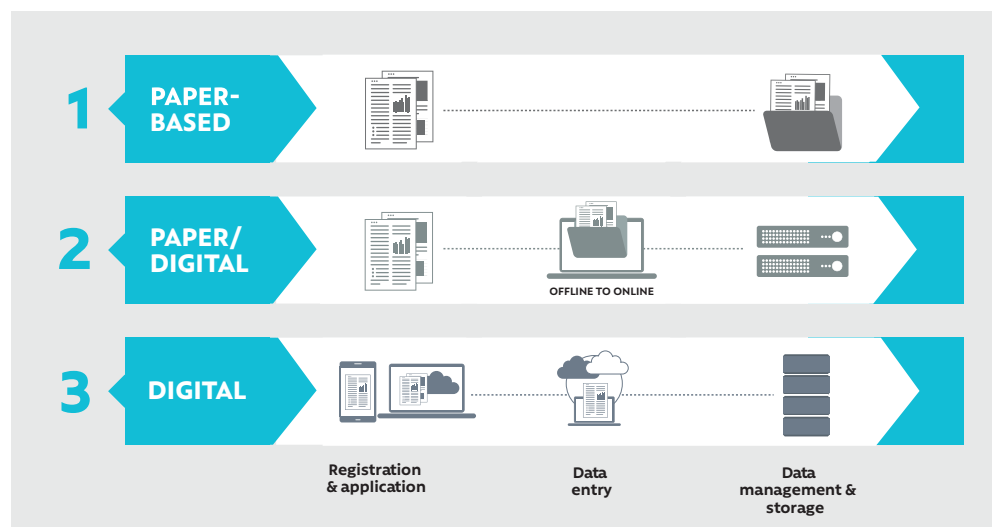 1
PAPER-
BASED
2
PAPER/
DIGITAL
OFFLINE TO ONLINE
3
DIGITAL
Registration
& application
Data
entry
Data
management &
storage